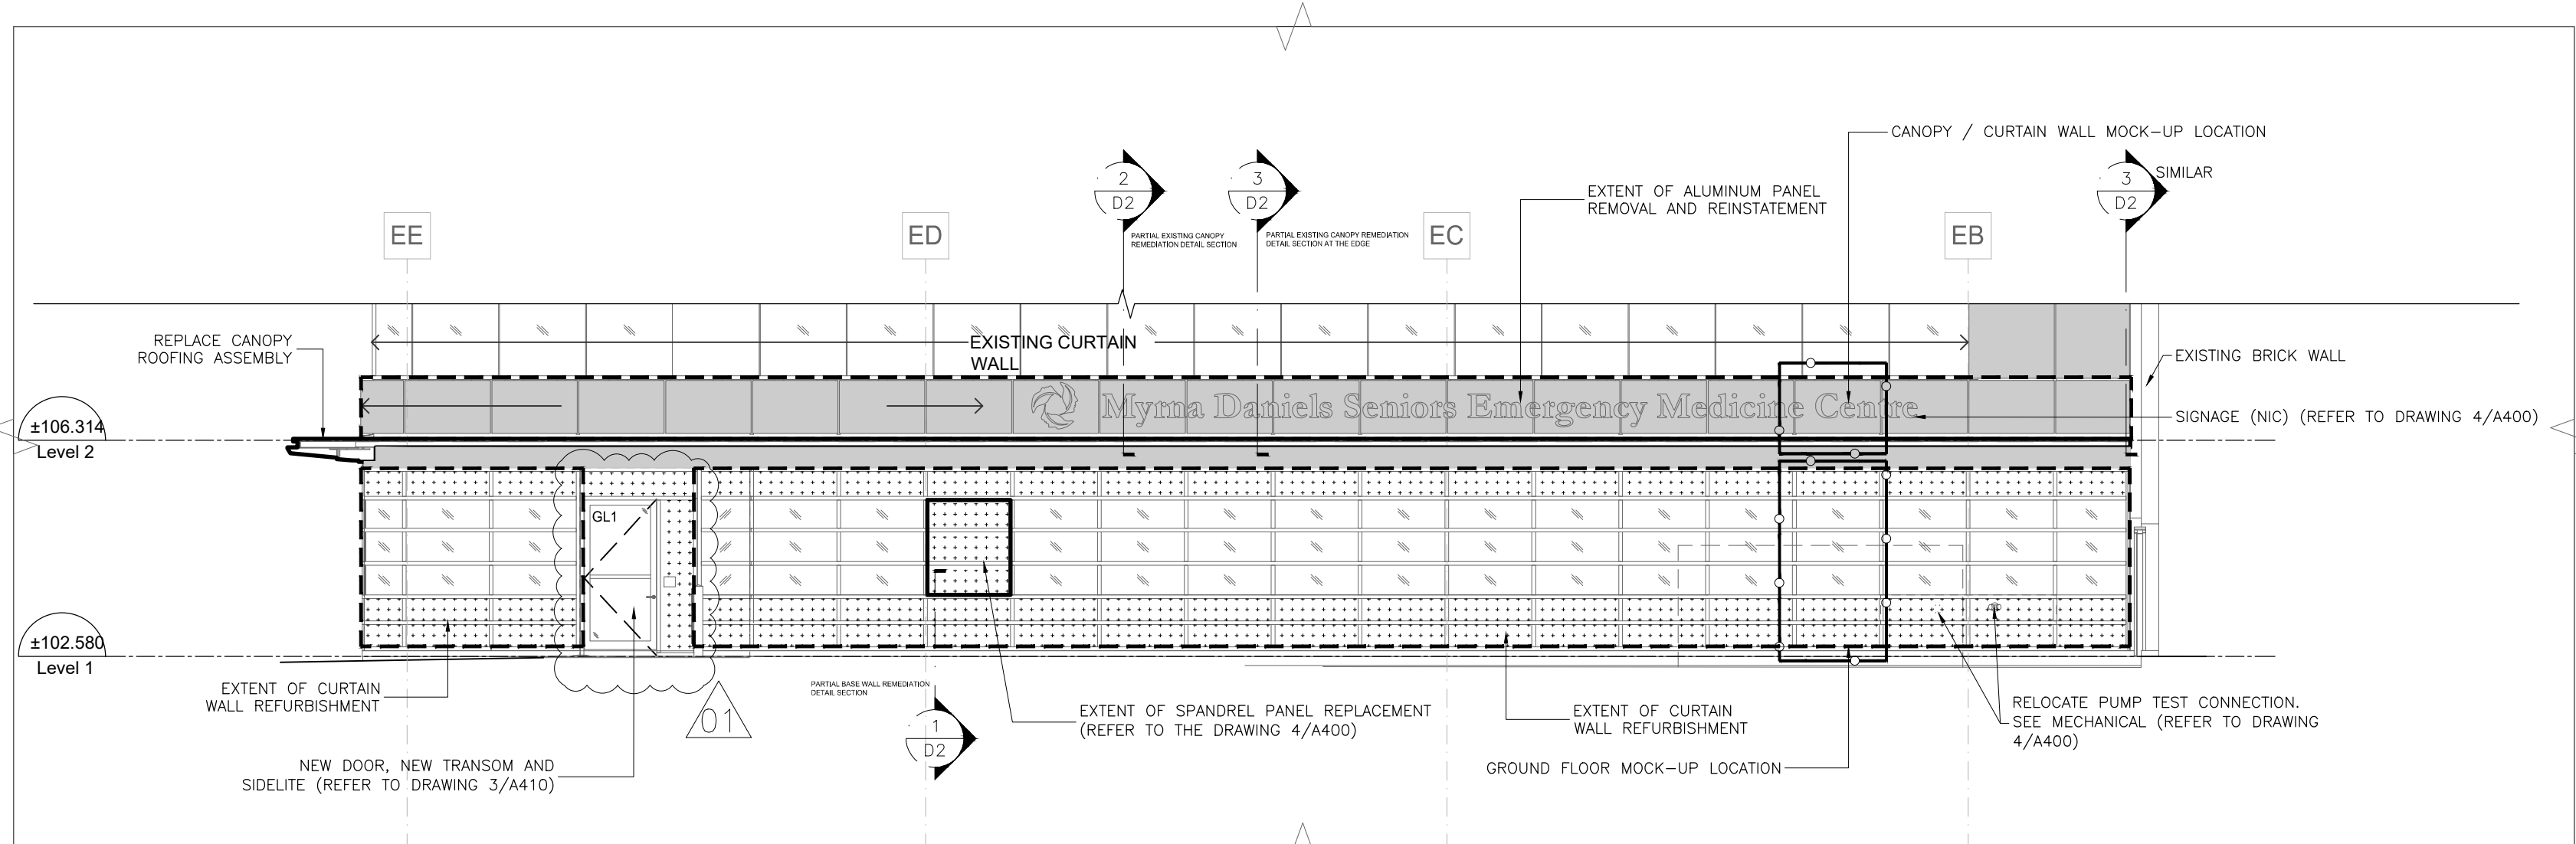 CANOPY / CURTAIN WALL MOCK-UP LOCATION
2
D2
3
D2
3
D2
SIMILAR
EXTENT OF ALUMINUM PANEL
REMOVAL AND REINSTATEMENT
EE
ED
PARTIAL EXISTING CANOPY
REMEDIATION DETAIL SECTION
PARTIAL EXISTING CANOPY REMEDIATION
DETAIL SECTION AT THE EDGE
EC
EB
REPLACE CANOPY
ROOFING ASSEMBLY
EXISTING CURTAIN
WALL
EXISTING BRICK WALL
Myrna Daniels Seniors Emergency Medicine Centre
SIGNAGE (NIC) (REFER TO DRAWING 4/A400)
±106.314
Level 2
GL1
±102.580
Level 1
EXTENT OF CURTAIN
WALL REFURBISHMENT
01
PARTIAL BASE WALL REMEDIATION
DETAIL SECTION
1
D2
EXTENT OF SPANDREL PANEL REPLACEMENT
(REFER TO THE DRAWING 4/A400)
EXTENT OF CURTAIN
WALL REFURBISHMENT
RELOCATE PUMP TEST CONNECTION.
SEE MECHANICAL (REFER TO DRAWING
4/A400)
NEW DOOR, NEW TRANSOM AND
SIDELITE (REFER TO DRAWING 3/A410)
GROUND FLOOR MOCK-UP LOCATION